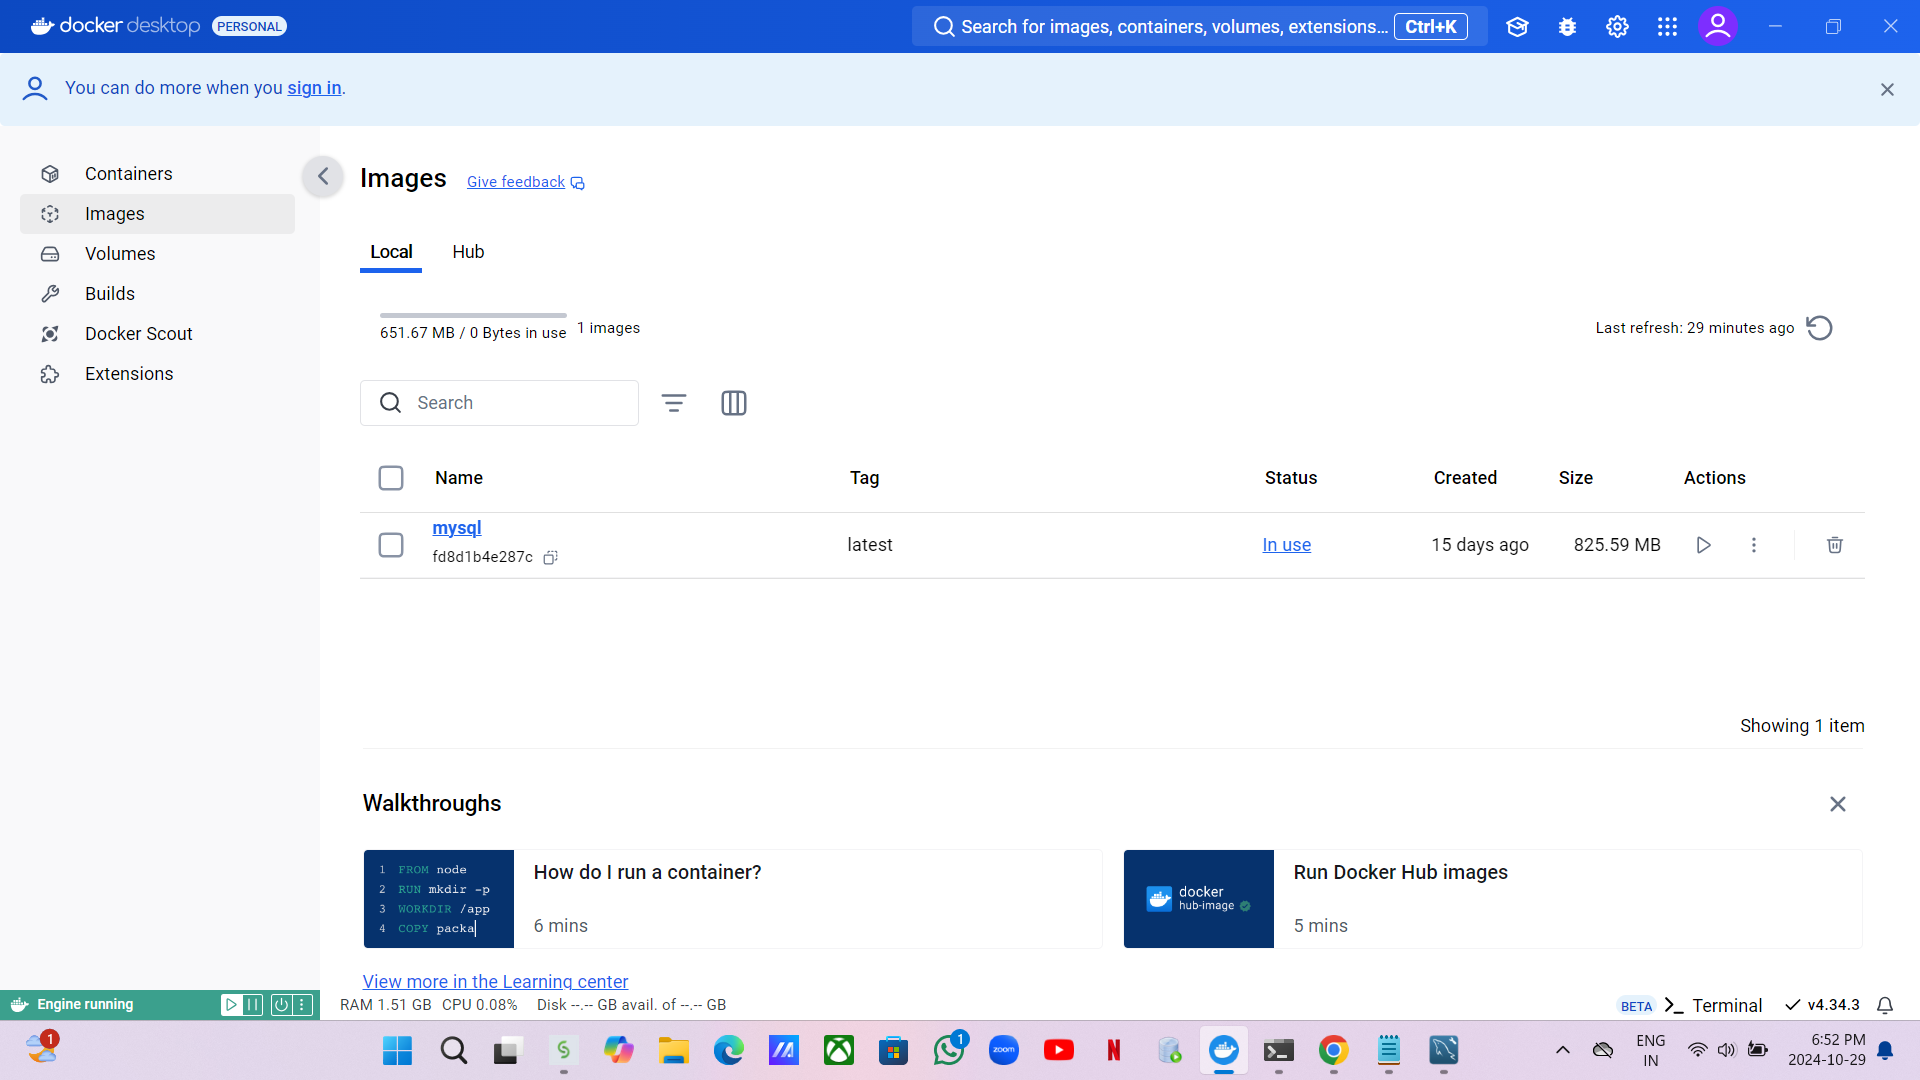 docker desktop PERSONAL
Search for images, containers, volumes, extensions... Ctrl+K
You can do more when you sign in.
Containers
Images
Volumes
Builds
Docker Scout
Extensions
Images Give feedback
Local Hub
651.67 MB / 0 Bytes in use 1 images
Last refresh: 29 minutes ago
Search
Name Tag Status Created Size Actions
mysql
fd8d1b4e287c
latest In use 15 days ago 825.59 MB
Showing 1 item
Walkthroughs
1 FROM node
2 RUN mkdir -p
3 WORKDIR /app
4 COPY packa
How do I run a container?
6 mins
docker
hub-image
Run Docker Hub images
5 mins
View more in the Learning center
Engine running
RAM 1.51 GB CPU 0.08% Disk --.-- GB avail. of --.-- GB
BETA >_ Terminal v4.34.3
1
1
zoom
N
ENG
IN
6:52 PM
2024-10-29